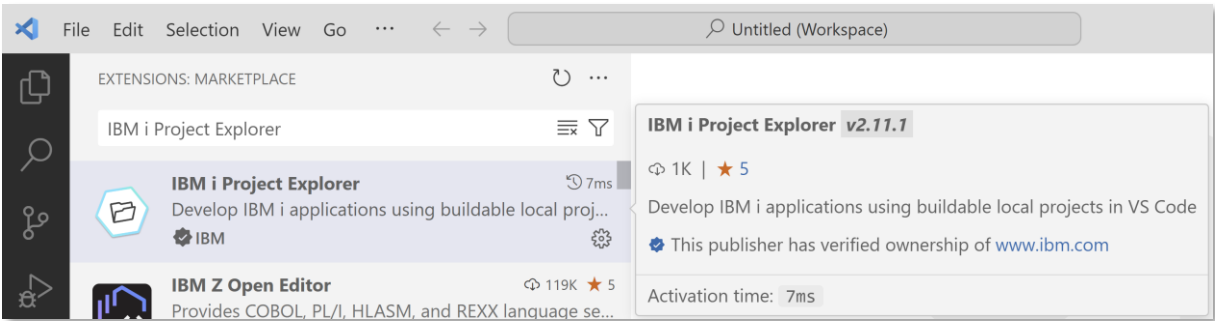 File Edit Selection View Go ··· ← → Untitled (Workspace)
EXTENSIONS: MARKETPLACE
IBM i Project Explorer
IBM i Project Explorer 7ms
Develop IBM i applications using buildable local proj...
IBM
IBM Z Open Editor 119K ★ 5
Provides COBOL, PL/I, HLASM, and REXX language se...
IBM i Project Explorer v2.11.1
1K | ★ 5
Develop IBM i applications using buildable local projects in VS Code
This publisher has verified ownership of www.ibm.com
Activation time: 7ms